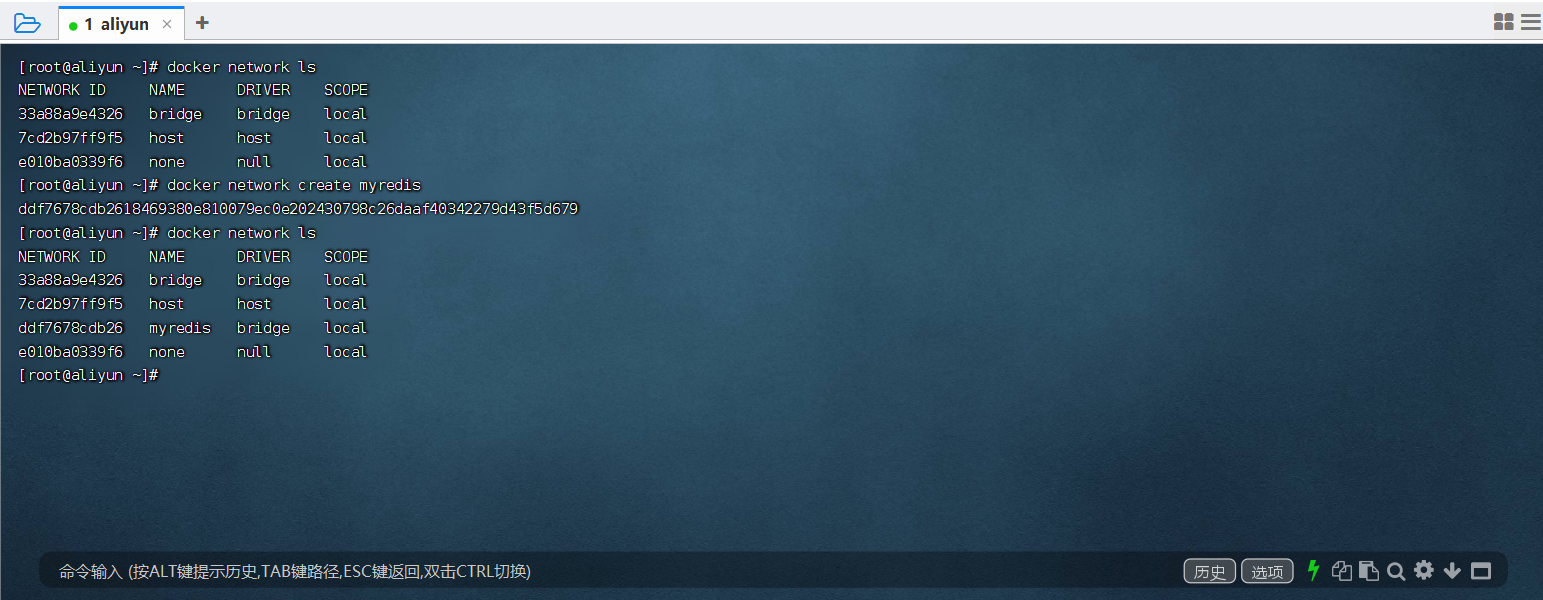 1 aliyun × +
[root@aliyun ~]# docker network ls
NETWORK ID     NAME      DRIVER    SCOPE
33a88a9e4326   bridge    bridge    local
7cd2b97ff9f5   host      host      local
e010ba0339f6   none      null      local
[root@aliyun ~]# docker network create myredis
ddf7678cdb2618469380e810079ec0e202430798c26daaf40342279d43f5d679
[root@aliyun ~]# docker network ls
NETWORK ID     NAME      DRIVER    SCOPE
33a88a9e4326   bridge    bridge    local
7cd2b97ff9f5   host      host      local
ddf7678cdb26   myredis   bridge    local
e010ba0339f6   none      null      local
[root@aliyun ~]#
命令输入 (按ALT键提示历史,TAB键路径,ESC键返回,双击CTRL切换) 历史 选项